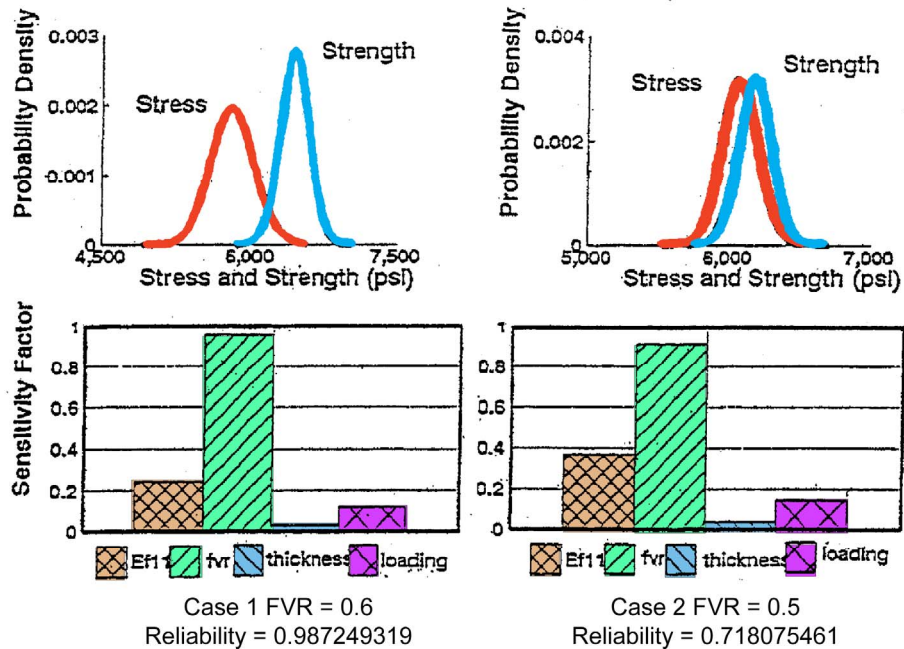 Probability Density
0.003
0.002
0.001
0
Stress
Strength
4,500
6,000
7,500
Stress and Strength (psi)
Probability Density
0.004
0.002
0
Stress
Strength
5,000
6,000
7,000
Stress and Strength (psi)
Sensitivity Factor
1
0.8
0.6
0.4
0.2
0
Ef11
fvr
thickness
loading
1
0.8
0.6
0.4
0.2
0
Ef11
fvr
thickness
loading
Case 1 FVR = 0.6
Reliability = 0.987249319
Case 2 FVR = 0.5
Reliability = 0.718075461